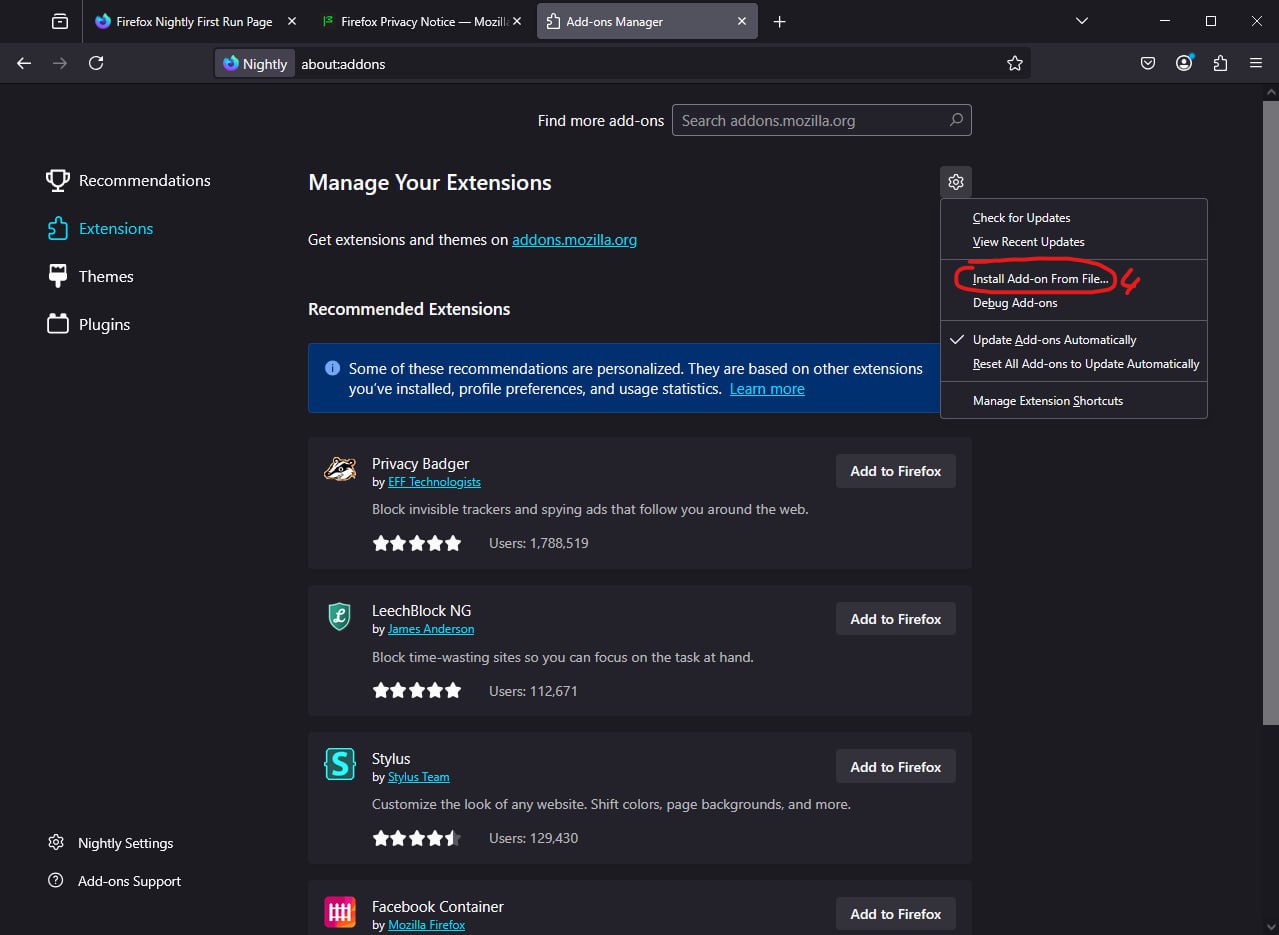 Firefox Nightly First Run Page
Firefox Privacy Notice — Mozill
Add-ons Manager
Nightly
about:addons
Find more add-ons
Search addons.mozilla.org
Recommendations
Extensions
Themes
Plugins
Manage Your Extensions
Get extensions and themes on addons.mozilla.org
Check for Updates
View Recent Updates
Install Add-on From File...
4
Debug Add-ons
Update Add-ons Automatically
Reset All Add-ons to Update Automatically
Manage Extension Shortcuts
Recommended Extensions
Some of these recommendations are personalized. They are based on other extensions
you've installed, profile preferences, and usage statistics. Learn more
Privacy Badger
by EFF Technologists
Add to Firefox
Block invisible trackers and spying ads that follow you around the web.
Users: 1,788,519
LeechBlock NG
by James Anderson
Add to Firefox
Block time-wasting sites so you can focus on the task at hand.
Users: 112,671
Stylus
by Stylus Team
Add to Firefox
Customize the look of any website. Shift colors, page backgrounds, and more.
Users: 129,430
Facebook Container
by Mozilla Firefox
Add to Firefox
Nightly Settings
Add-ons Support